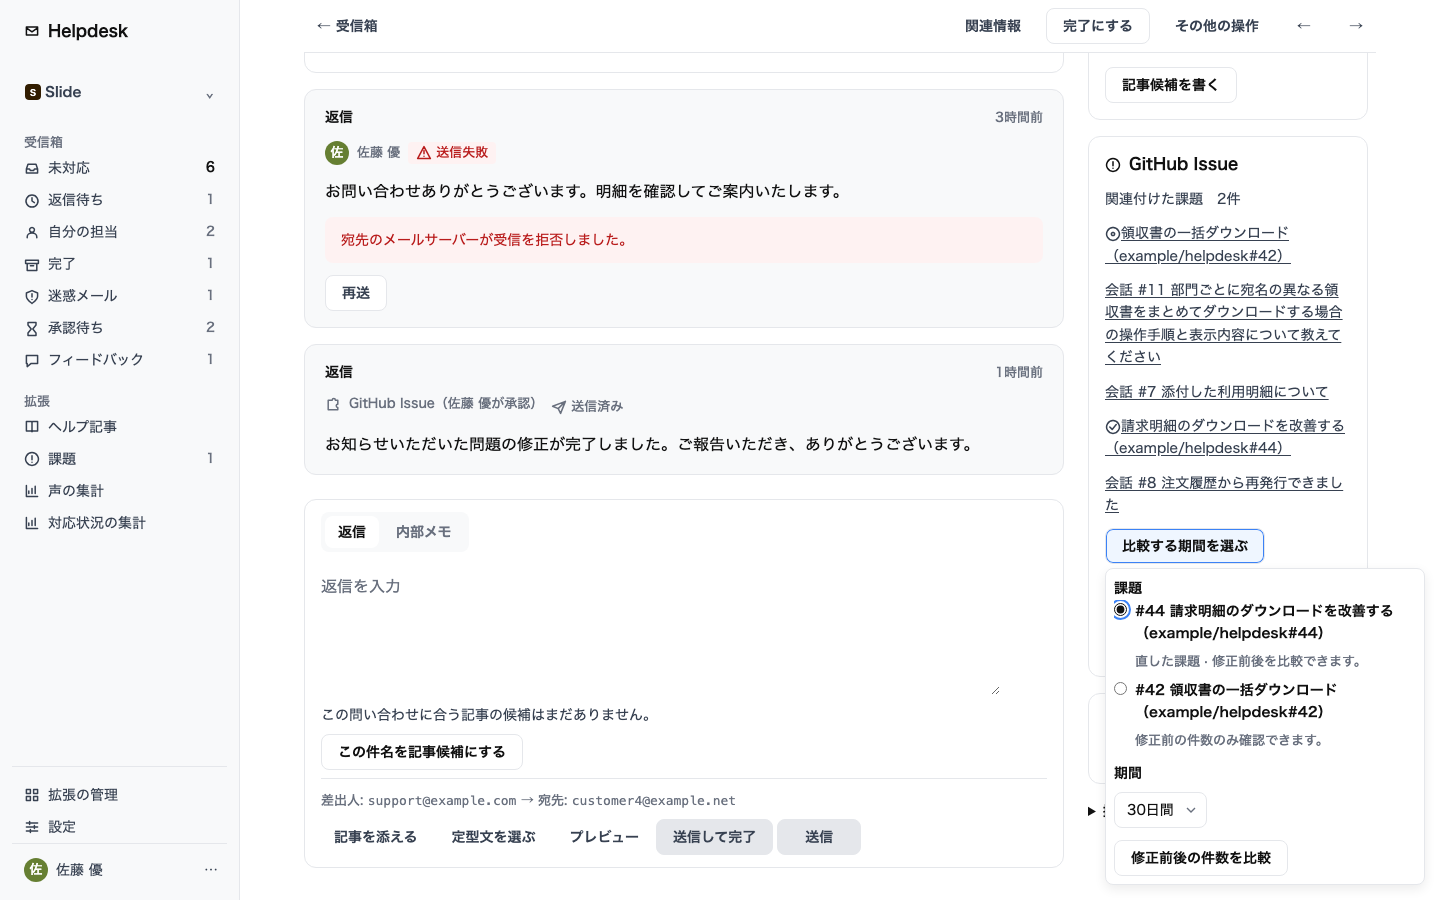 Helpdesk
S Slide
受信箱
未対応 6
返信待ち 1
自分の担当 2
完了 1
迷惑メール 1
承認待ち 2
フィードバック 1
拡張
ヘルプ記事
課題 1
声の集計
対応状況の集計
拡張の管理
設定
佐 佐藤 優 …
← 受信箱
関連情報 完了にする その他の操作 ← →
返信 3時間前
佐 佐藤 優 送信失敗
お問い合わせありがとうございます。明細を確認してご案内いたします。
宛先のメールサーバーが受信を拒否しました。
再送
返信 1時間前
GitHub Issue（佐藤 優が承認） 送信済み
お知らせいただいた問題の修正が完了しました。ご報告いただき、ありがとうございます。
返信 内部メモ
返信を入力
この問い合わせに合う記事の候補はまだありません。
この件名を記事候補にする
差出人: support@example.com → 宛先: customer4@example.net
記事を添える 定型文を選ぶ プレビュー 送信して完了 送信
記事候補を書く
GitHub Issue
関連付けた課題 2件
領収書の一括ダウンロード
（example/helpdesk#42）
会話 #11 部門ごとに宛名の異なる領
収書をまとめてダウンロードする場合
の操作手順と表示内容について教えて
ください
会話 #7 添付した利用明細について
請求明細のダウンロードを改善する
（example/helpdesk#44）
会話 #8 注文履歴から再発行できまし
た
比較する期間を選ぶ
課題
#44 請求明細のダウンロードを改善する
（example/helpdesk#44）
直した課題 · 修正前後を比較できます。
#42 領収書の一括ダウンロード
（example/helpdesk#42）
修正前の件数のみ確認できます。
期間
30日間
修正前後の件数を比較